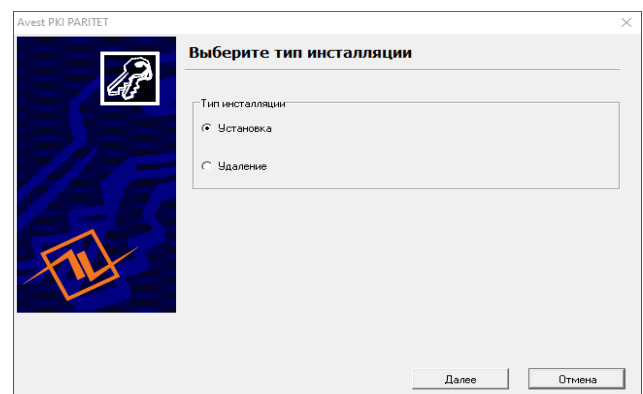 Avest PKI PARITET
Выберите тип инсталляции
Тип инсталляции
Установка
Удаление
Далее
Отмена